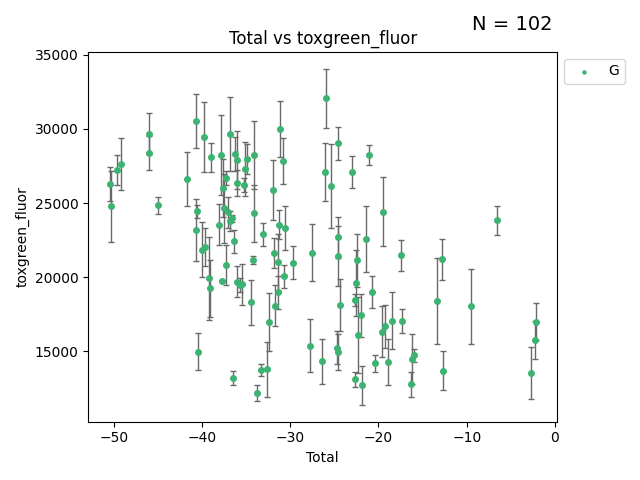 N = 102
Total vs toxgreen_fluor
G
35000
30000
25000
20000
15000
toxgreen_fluor
−50
−40
−30
−20
−10
0
Total